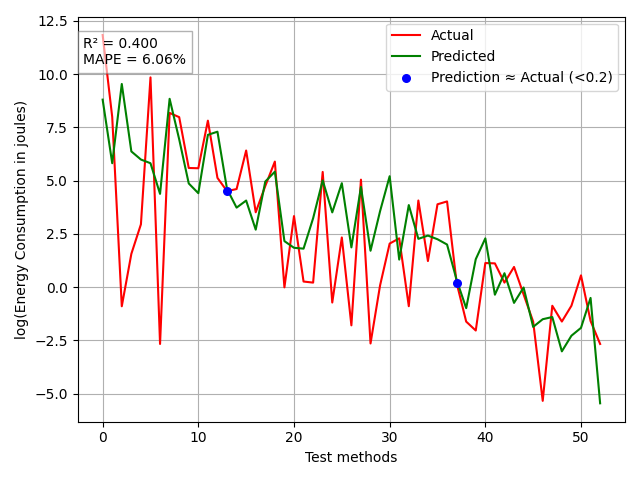 R² = 0.400
MAPE = 6.06%
Actual
Predicted
Prediction ≈ Actual (<0.2)
log(Energy Consumption in joules)
12.5
10.0
7.5
5.0
2.5
0.0
−2.5
−5.0
0 10 20 30 40 50
Test methods